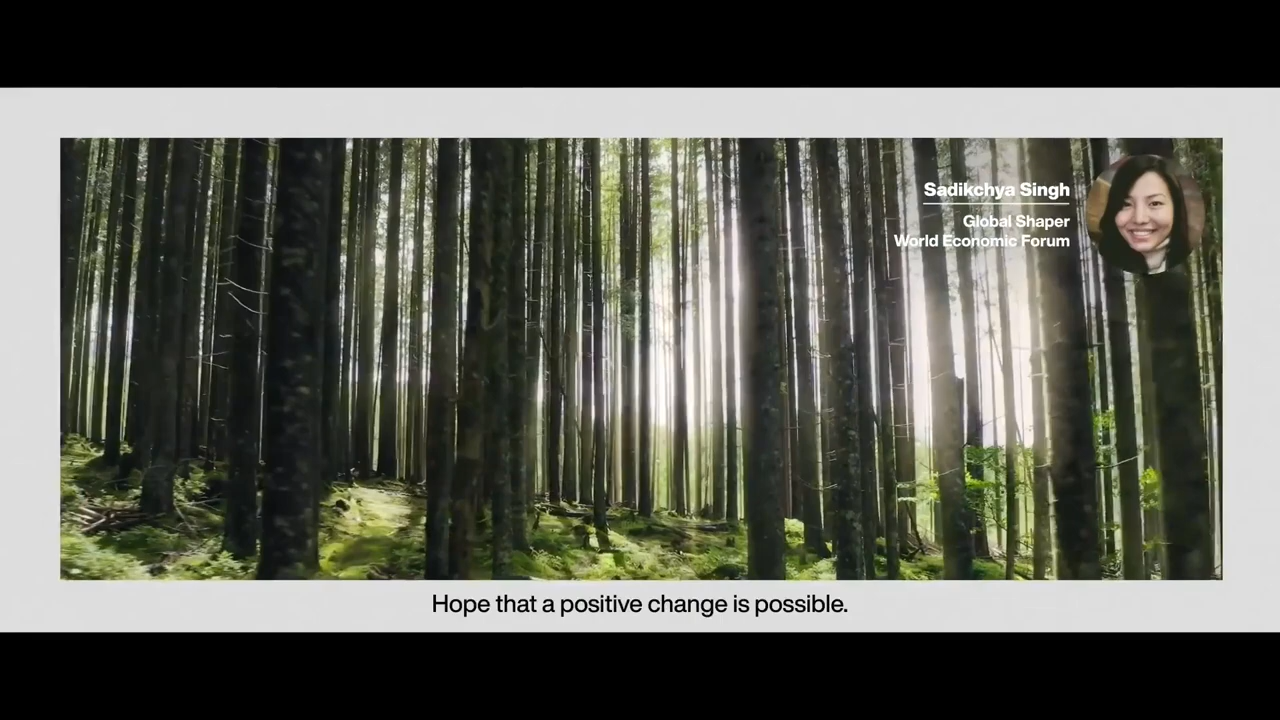 Sadikchya Singh
Global Shaper
World Economic Forum
Hope that a positive change is possible.